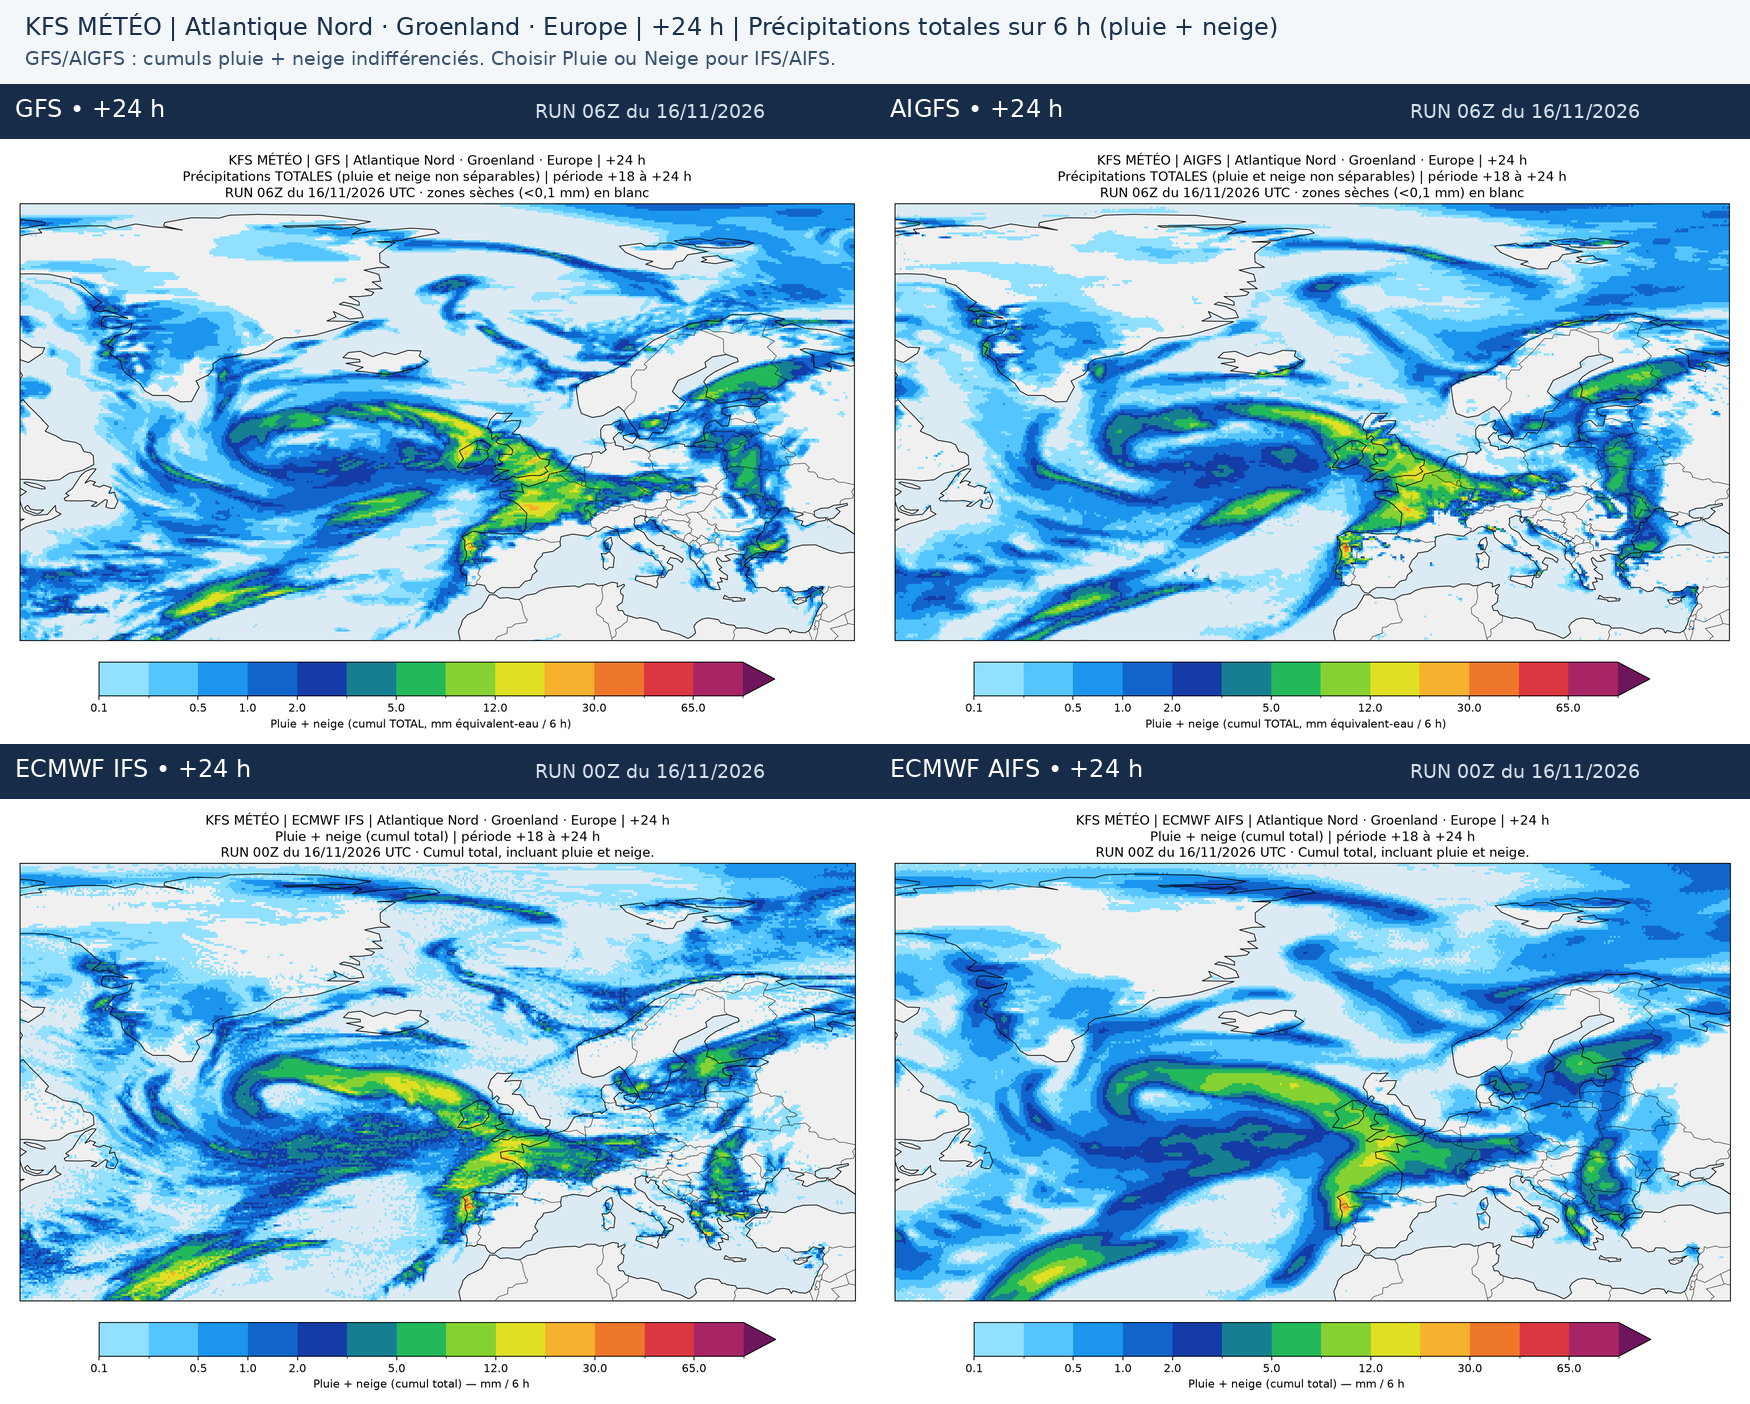 KFS MÉTÉO | Atlantique Nord · Groenland · Europe | +24 h | Précipitations totales sur 6 h (pluie + neige)
GFS/AIGFS : cumuls pluie + neige indifférenciés. Choisir Pluie ou Neige pour IFS/AIFS.
GFS • +24 h
RUN 06Z du 16/11/2026
AIGFS • +24 h
RUN 06Z du 16/11/2026
KFS MÉTÉO | GFS | Atlantique Nord · Groenland · Europe | +24 h
Précipitations TOTALES (pluie et neige non séparables) | période +18 à +24 h
RUN 06Z du 16/11/2026 UTC · zones sèches (<0,1 mm) en blanc
KFS MÉTÉO | AIGFS | Atlantique Nord · Groenland · Europe | +24 h
Précipitations TOTALES (pluie et neige non séparables) | période +18 à +24 h
RUN 06Z du 16/11/2026 UTC · zones sèches (<0,1 mm) en blanc
0.1 0.5 1.0 2.0 5.0 12.0 30.0 65.0
Pluie + neige (cumul TOTAL, mm équivalent-eau / 6 h)
0.1 0.5 1.0 2.0 5.0 12.0 30.0 65.0
Pluie + neige (cumul TOTAL, mm équivalent-eau / 6 h)
ECMWF IFS • +24 h
RUN 00Z du 16/11/2026
ECMWF AIFS • +24 h
RUN 00Z du 16/11/2026
KFS MÉTÉO | ECMWF IFS | Atlantique Nord · Groenland · Europe | +24 h
Pluie + neige (cumul total) | période +18 à +24 h
RUN 00Z du 16/11/2026 UTC · Cumul total, incluant pluie et neige.
KFS MÉTÉO | ECMWF AIFS | Atlantique Nord · Groenland · Europe | +24 h
Pluie + neige (cumul total) | période +18 à +24 h
RUN 00Z du 16/11/2026 UTC · Cumul total, incluant pluie et neige.
0.1 0.5 1.0 2.0 5.0 12.0 30.0 65.0
Pluie + neige (cumul total) — mm / 6 h
0.1 0.5 1.0 2.0 5.0 12.0 30.0 65.0
Pluie + neige (cumul total) — mm / 6 h